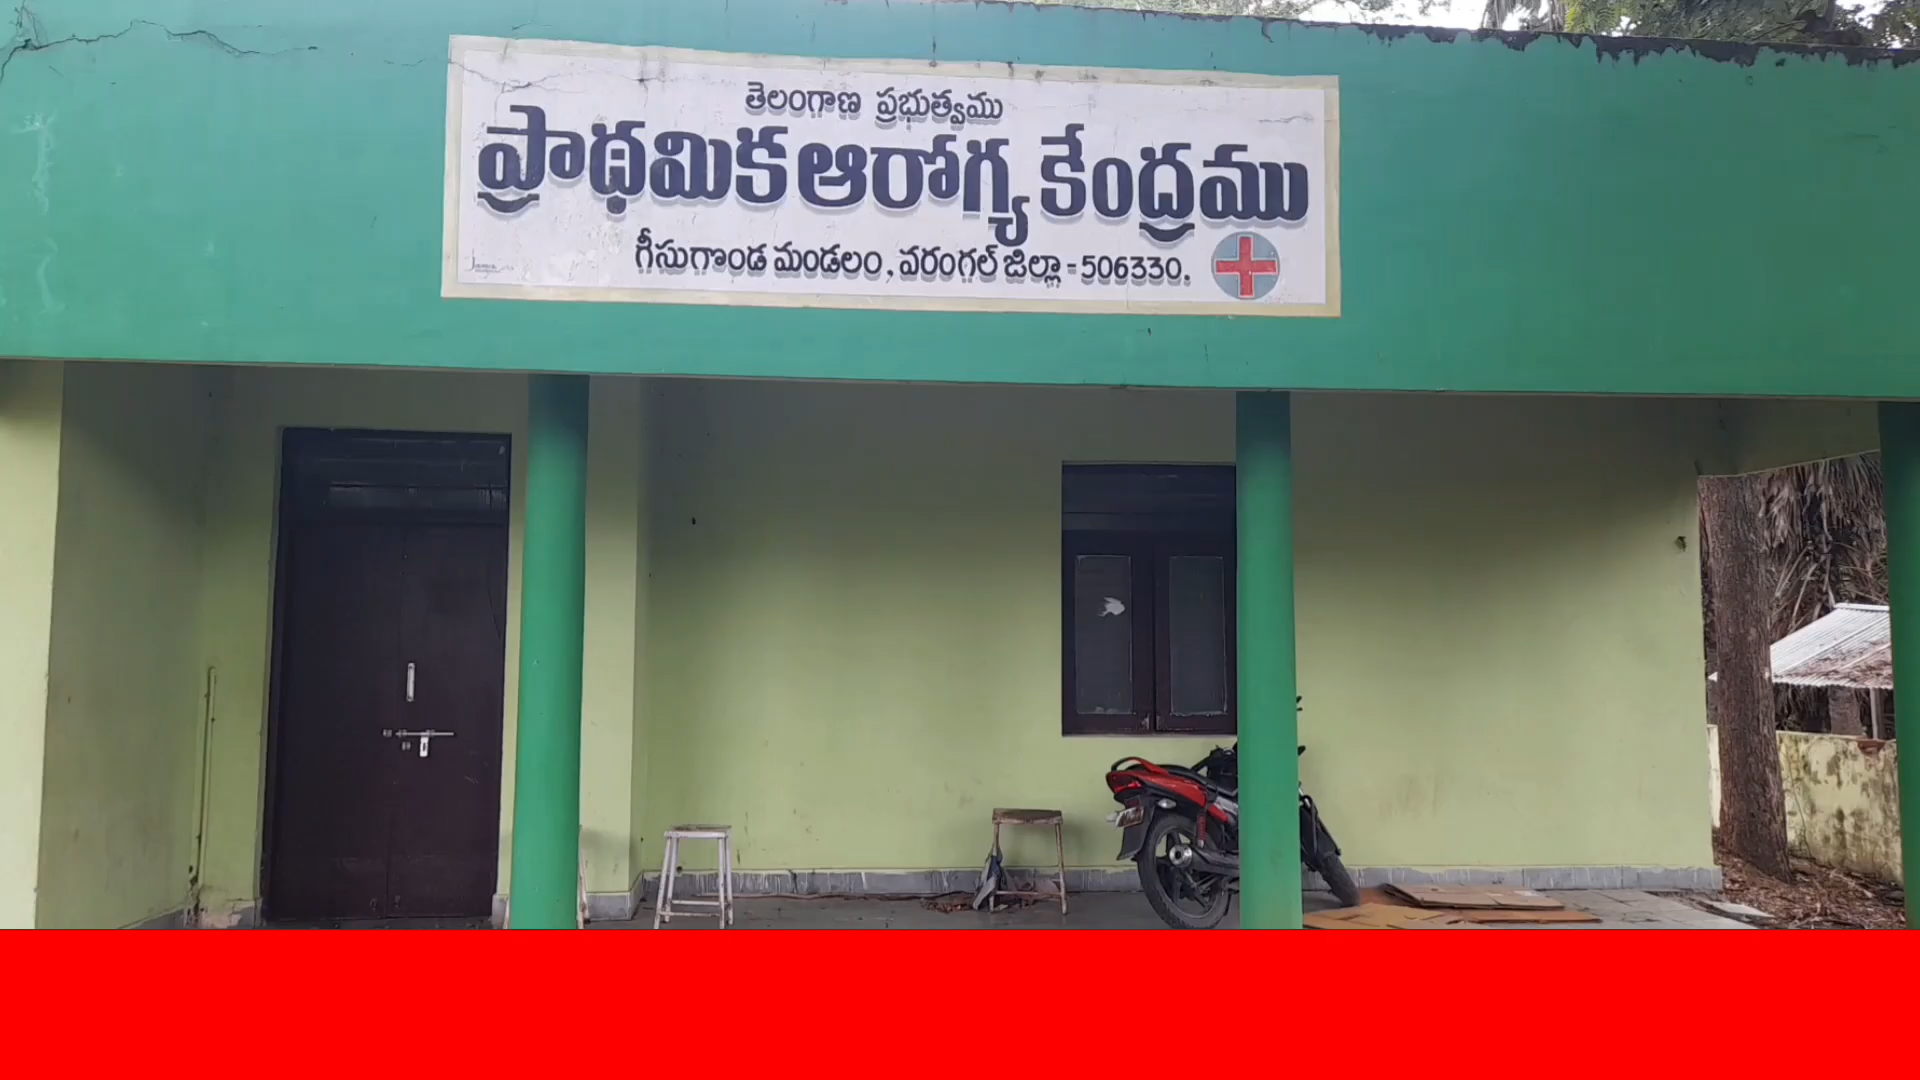 తెలంగాణ ప్రభుత్వము
ప్రాథమిక ఆరోగ్య కేంద్రము
గీసుగొండ మండలం, వరంగల్ జిల్లా - 506330.